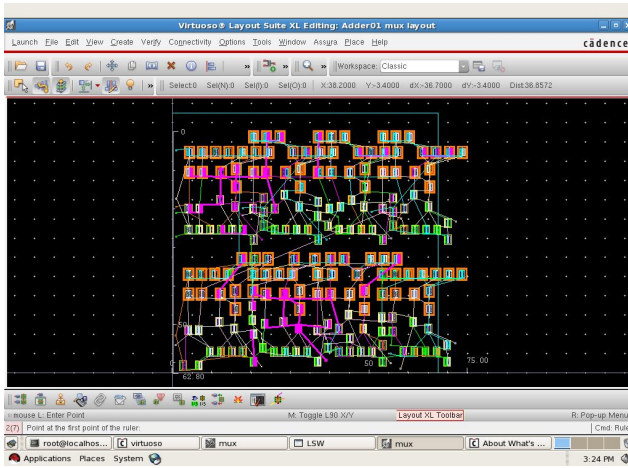 Virtuoso® Layout Suite XL Editing: Adder01 mux layout
Launch File Edit View Create Verify Connectivity Options Tools Window Assura Place Help
cādence
» » » Workspace: Classic
» Select:0 Sel(N):0 Sel(I):0 Sel(O):0 X:38.2000 Y:-3.4000 dX:-36.7000 dY:-3.4000 Dist:36.8572
0
50
0
50
75.00
62.80
mouse L: Enter Point M: Toggle L90 X/Y Layout XL Toolbar R: Pop-up Menu
2(7) Point at the first point of the ruler: Cmd: Rule
root@localhos... virtuoso mux LSW mux About What's ...
Applications Places System 3:24 PM